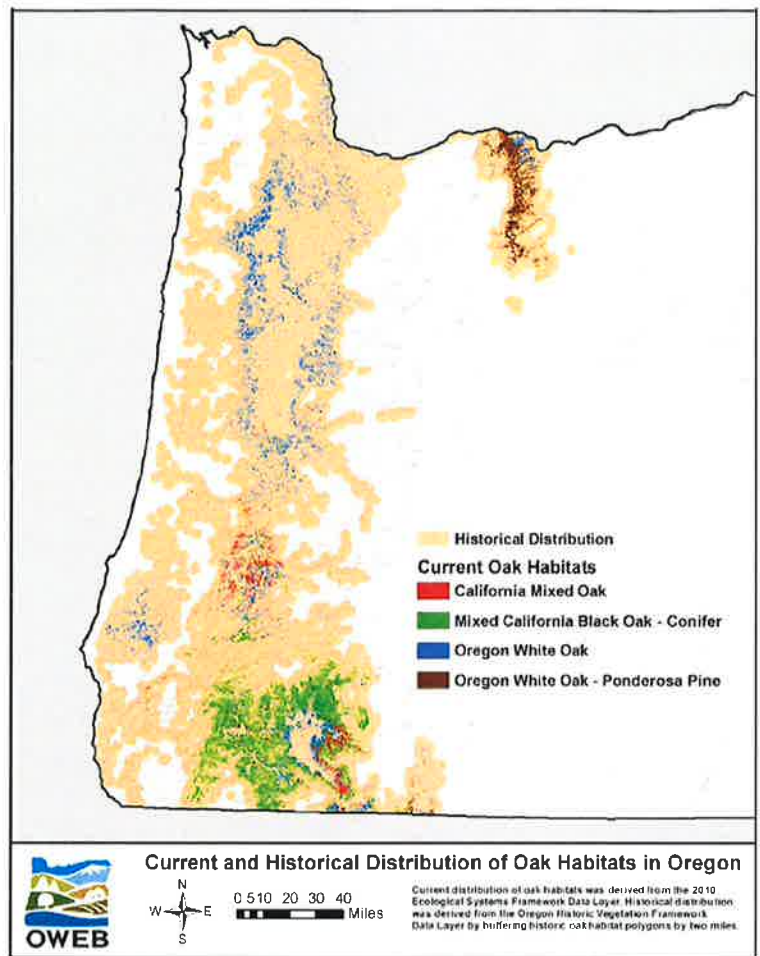 Historical Distribution
Current Oak Habitats
California Mixed Oak
Mixed California Black Oak - Conifer
Oregon White Oak
Oregon White Oak - Ponderosa Pine
Current and Historical Distribution of Oak Habitats in Oregon
N
W E
S
0 5 10 20 30 40
Miles
Current distribution of oak habitats was derived from the 2010
Ecological Systems Framework Data Layer. Historical distribution
was derived from the Oregon Historic Vegetation Framework
Data Layer by buffering historic oak habitat polygons by two miles.
OWEB